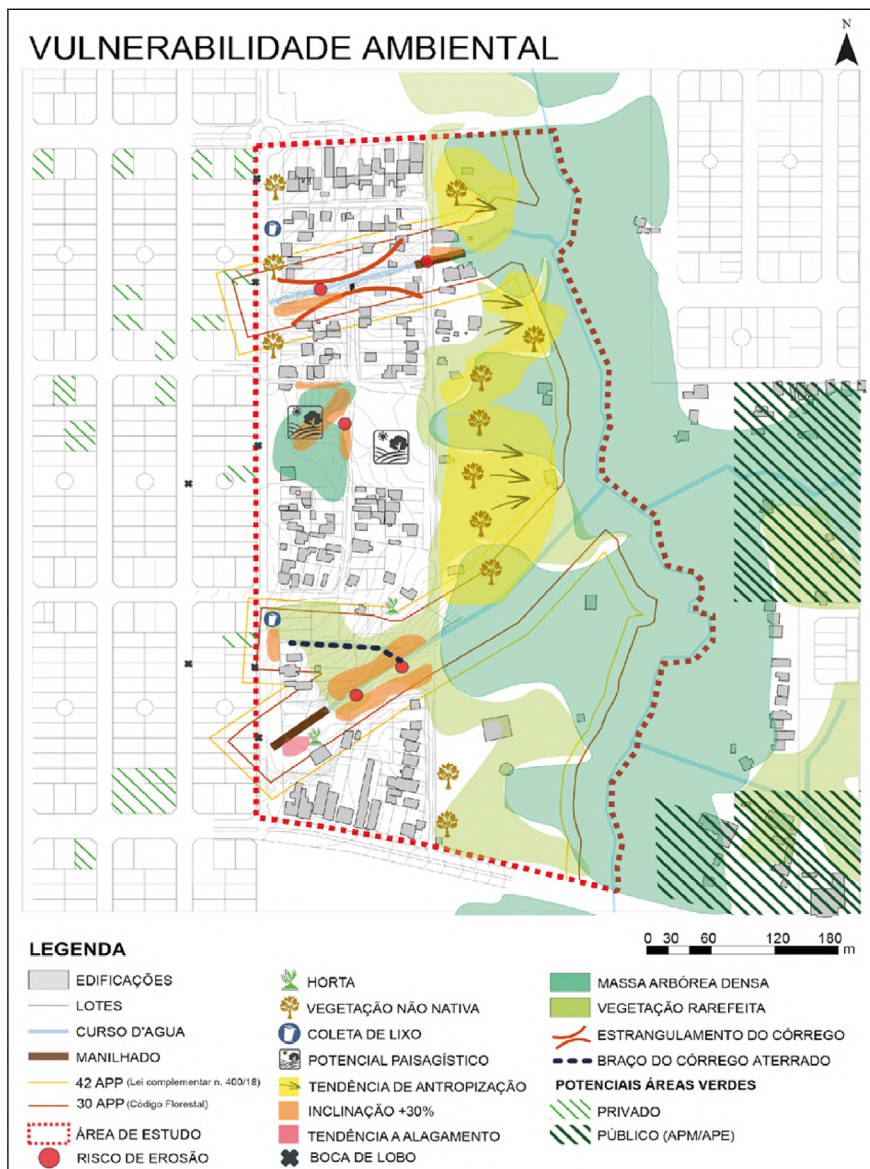 VULNERABILIDADE AMBIENTAL
N
LEGENDA
EDIFICAÇÕES
LOTES
CURSO D'AGUA
MANILHADO
42 APP (Lei complementar n. 400/18)
30 APP (Código Florestal)
ÁREA DE ESTUDO
RISCO DE EROSÃO
HORTA
VEGETAÇÃO NÃO NATIVA
COLETA DE LIXO
POTENCIAL PAISAGÍSTICO
TENDÊNCIA DE ANTROPIZAÇÃO
INCLINAÇÃO +30%
TENDÊNCIA A ALAGAMENTO
BOCA DE LOBO
0 30 60 120 180
m
MASSA ARBÓREA DENSA
VEGETAÇÃO RAREFEITA
ESTRANGULAMENTO DO CÓRREGO
BRAÇO DO CÓRREGO ATERRADO
POTENCIAIS ÁREAS VERDES
PRIVADO
PÚBLICO (APM/APE)